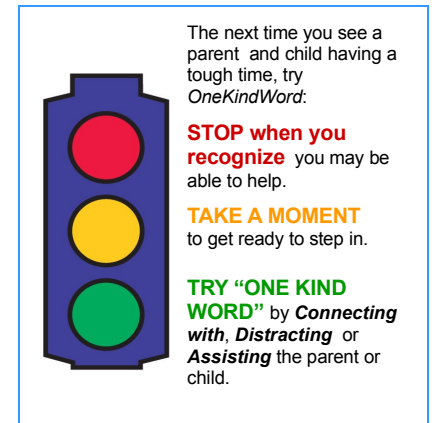 The next time you see a
parent and child having a
tough time, try
OneKindWord:
STOP when you
recognize you may be
able to help.
TAKE A MOMENT
to get ready to step in.
TRY “ONE KIND
WORD” by Connecting
with, Distracting or
Assisting the parent or
child.